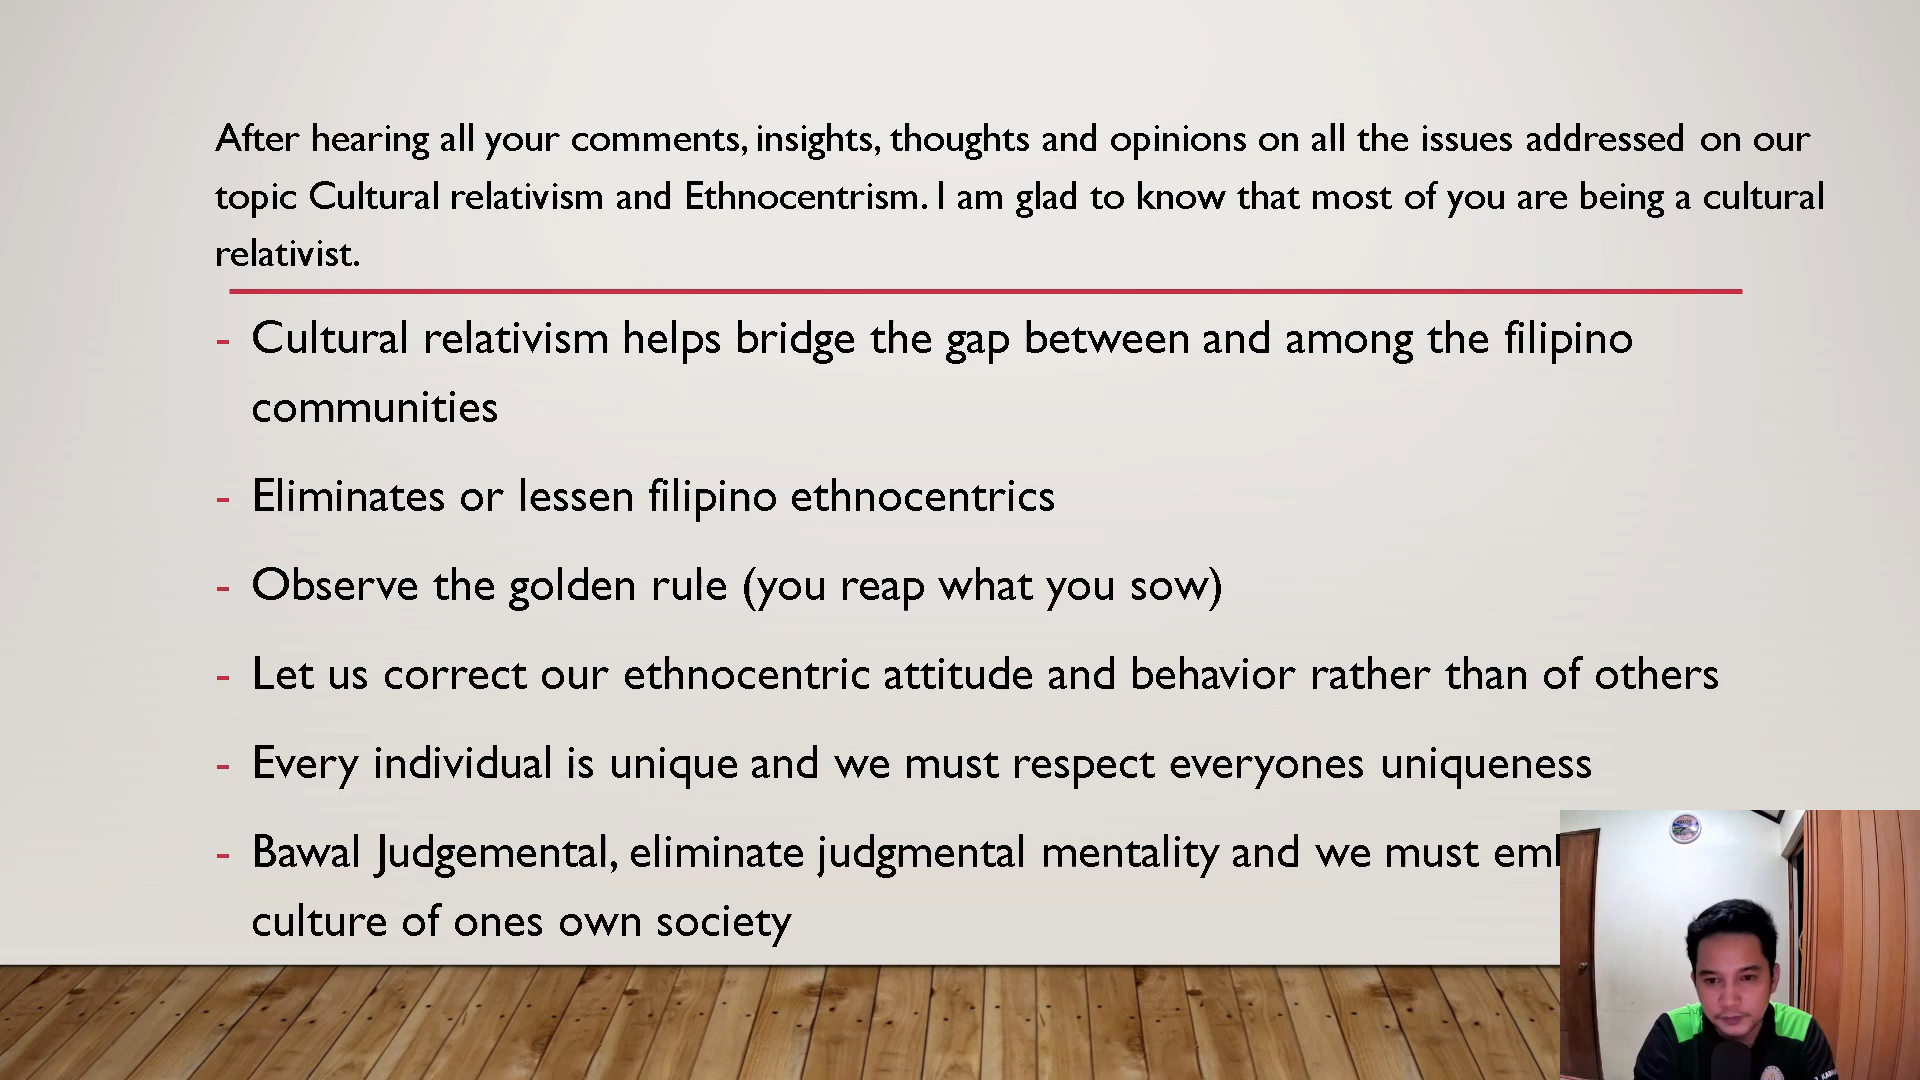 After hearing all your comments, insights, thoughts and opinions on all the issues addressed on our
topic Cultural relativism and Ethnocentrism. I am glad to know that most of you are being a cultural
relativist.
- Cultural relativism helps bridge the gap between and among the filipino
communities
- Eliminates or lessen filipino ethnocentrics
- Observe the golden rule (you reap what you sow)
- Let us correct our ethnocentric attitude and behavior rather than of others
- Every individual is unique and we must respect everyones uniqueness
- Bawal Judgemental, eliminate judgmental mentality and we must
culture of ones own society